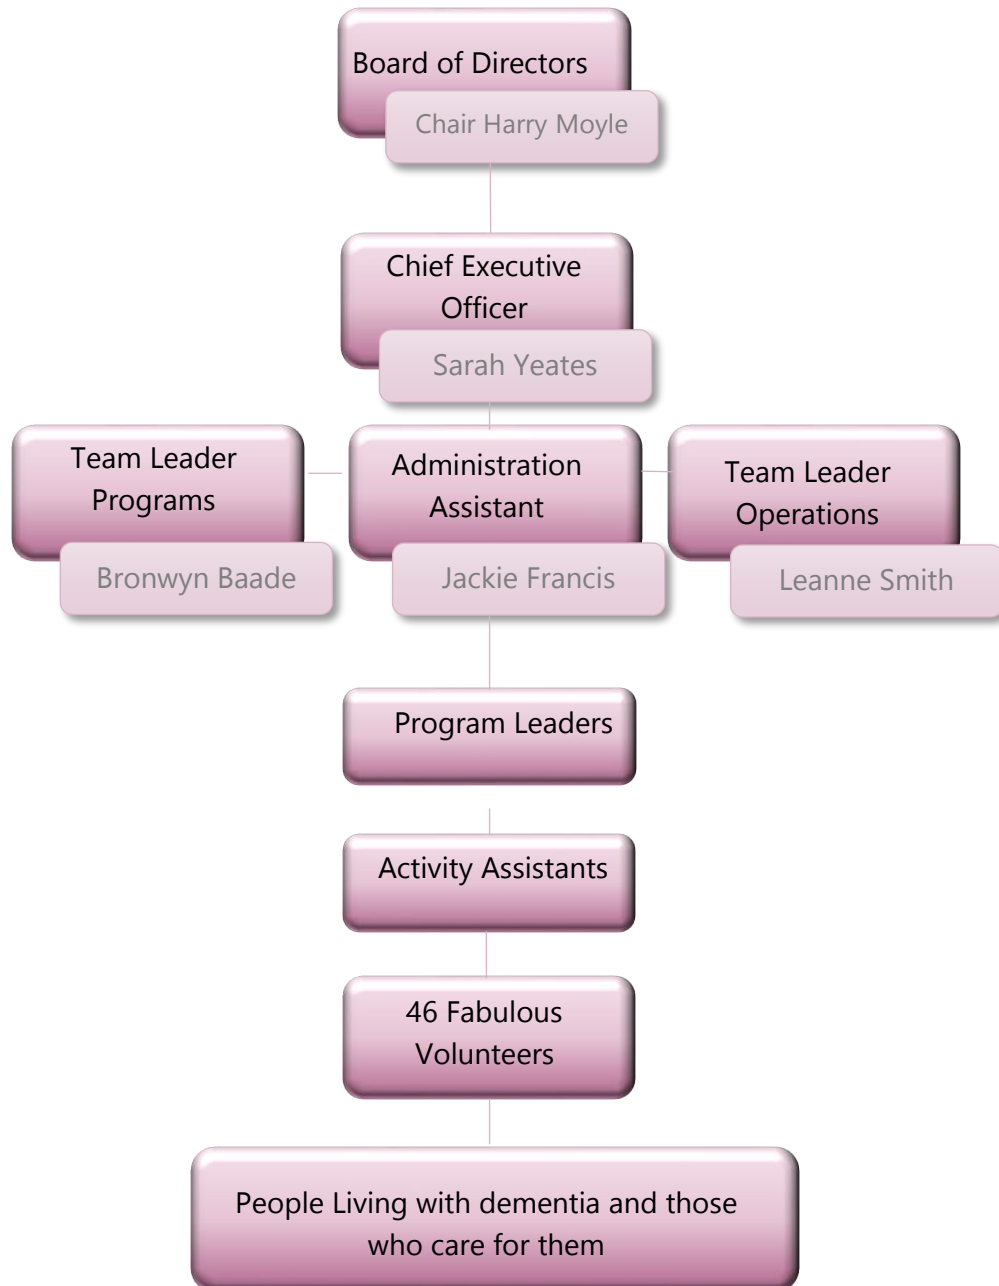 Board of Directors
Chair Harry Moyle
Chief Executive
Officer
Sarah Yeates
Team Leader
Programs
Bronwyn Baade
Administration
Assistant
Jackie Francis
Team Leader
Operations
Leanne Smith
Program Leaders
Activity Assistants
46 Fabulous
Volunteers
People Living with dementia and those
who care for them